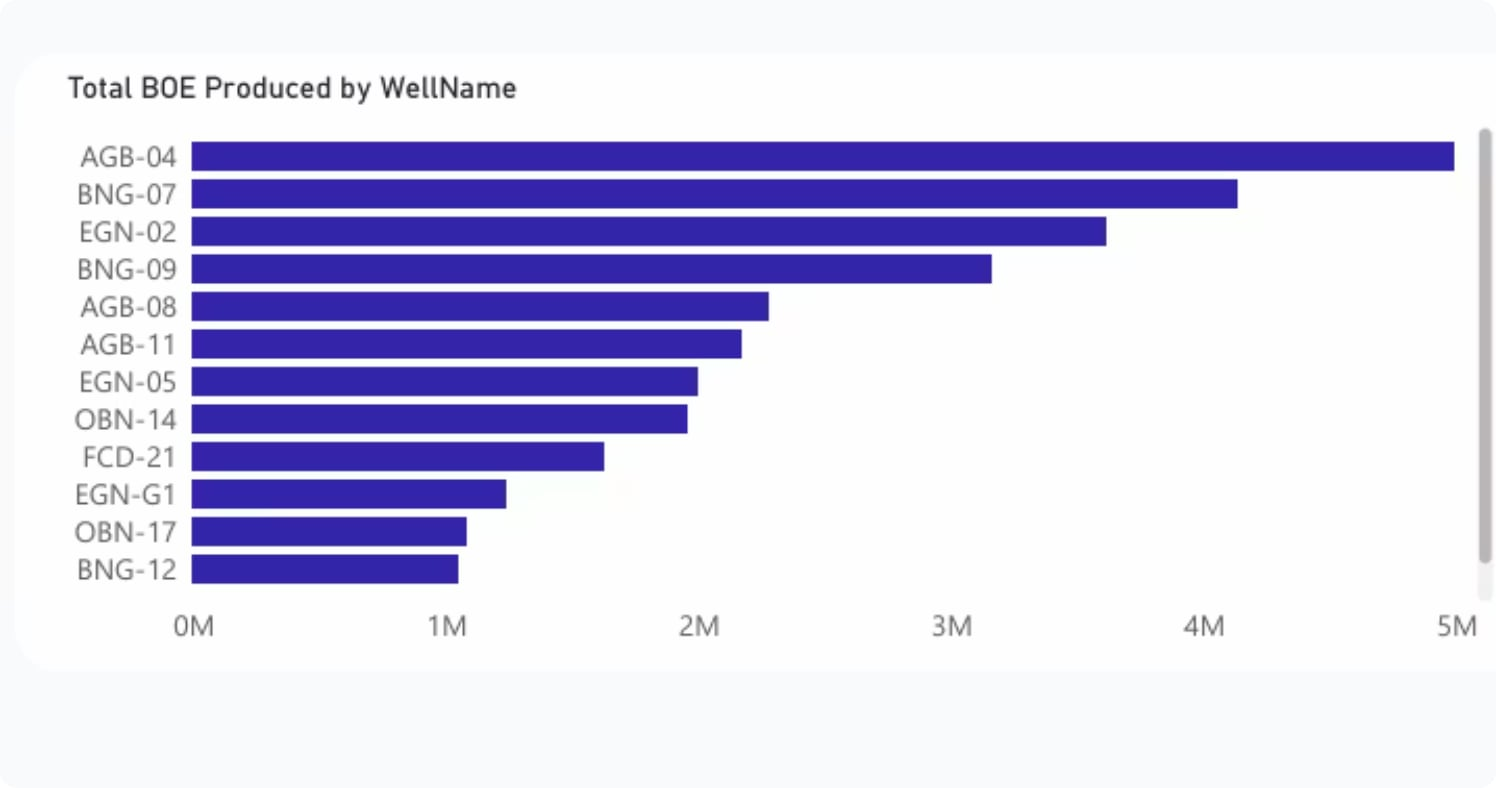 Total BOE Produced by WellName
AGB-04
BNG-07
EGN-02
BNG-09
AGB-08
AGB-11
EGN-05
OBN-14
FCD-21
EGN-G1
OBN-17
BNG-12
0M 1M 2M 3M 4M 5M